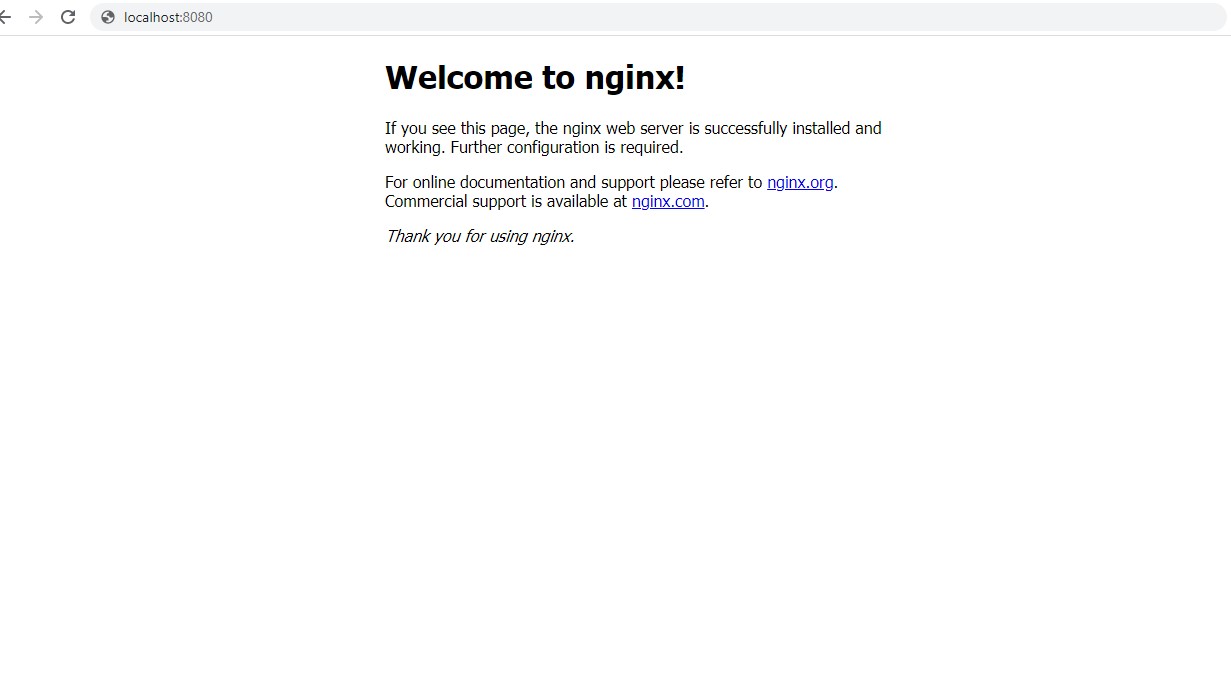 localhost:8080
Welcome to nginx!
If you see this page, the nginx web server is successfully installed and
working. Further configuration is required.
For online documentation and support please refer to nginx.org.
Commercial support is available at nginx.com.
Thank you for using nginx.